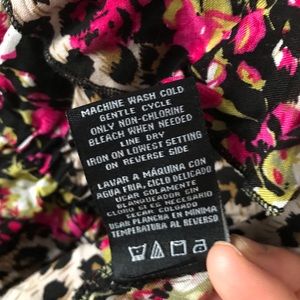 MACHINE WASH COLD
GENTLE CYCLE
ONLY NON-CHLORINE
BLEACH WHEN NEEDED
LINE DRY
IRON ON LOWEST SETTING
ON REVERSE SIDE
LAVAR A MÁQUINA CON
AGUA FRIA, CICLO DELICADO
USAR SOLAMENTE
BLANQUEADOR SIN
CLORO SI ES NECESARIO
SECAR COLGADO
USAR PLANCHA EN MINIMA
TEMPERATURA AL REVERSO